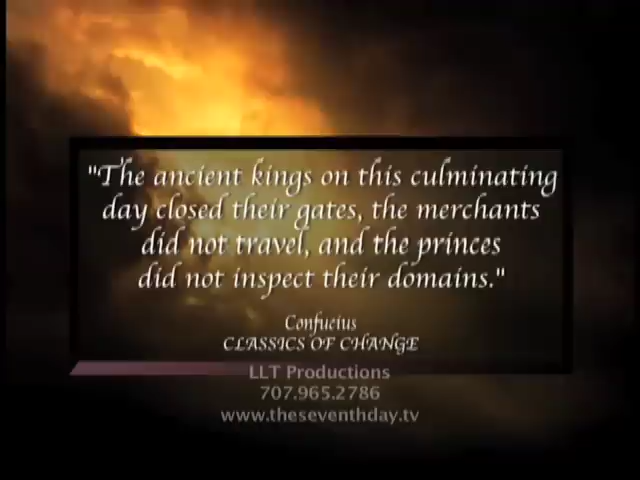 "The ancient kings on this culminating
day closed their gates, the merchants
did not travel, and the princes
did not inspect their domains."
Confucius
CLASSICS OF CHANGE
LLT Productions
707.965.2786
www.theseventhday.tv